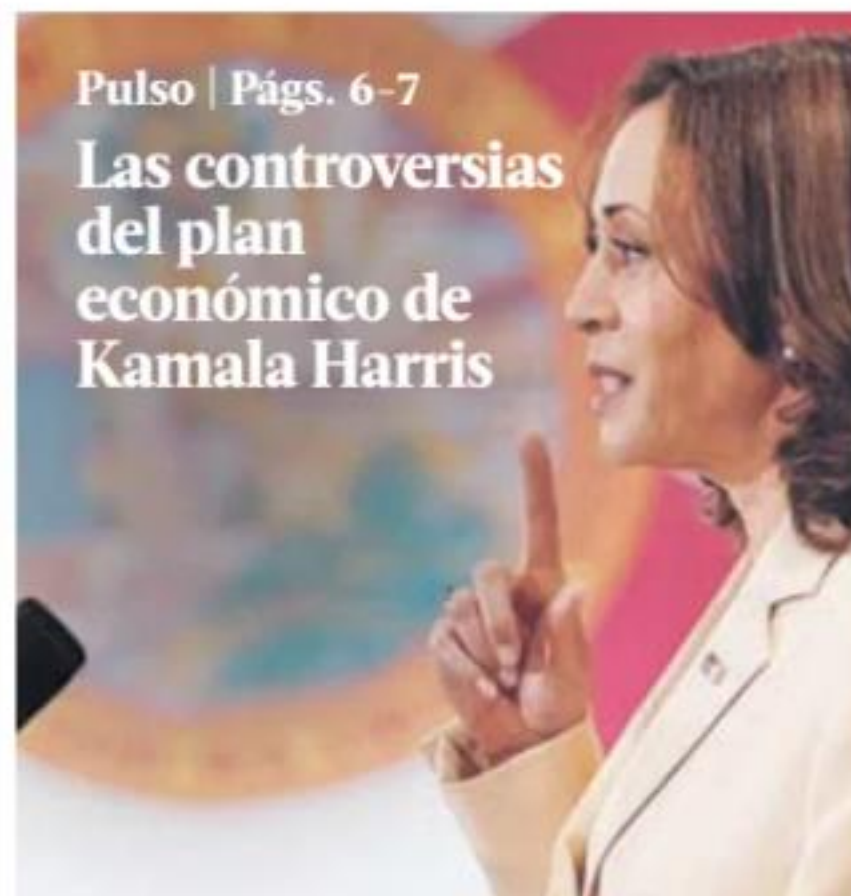 Pulso | Págs. 6-7
Las controversias
del plan
económico de
Kamala Harris